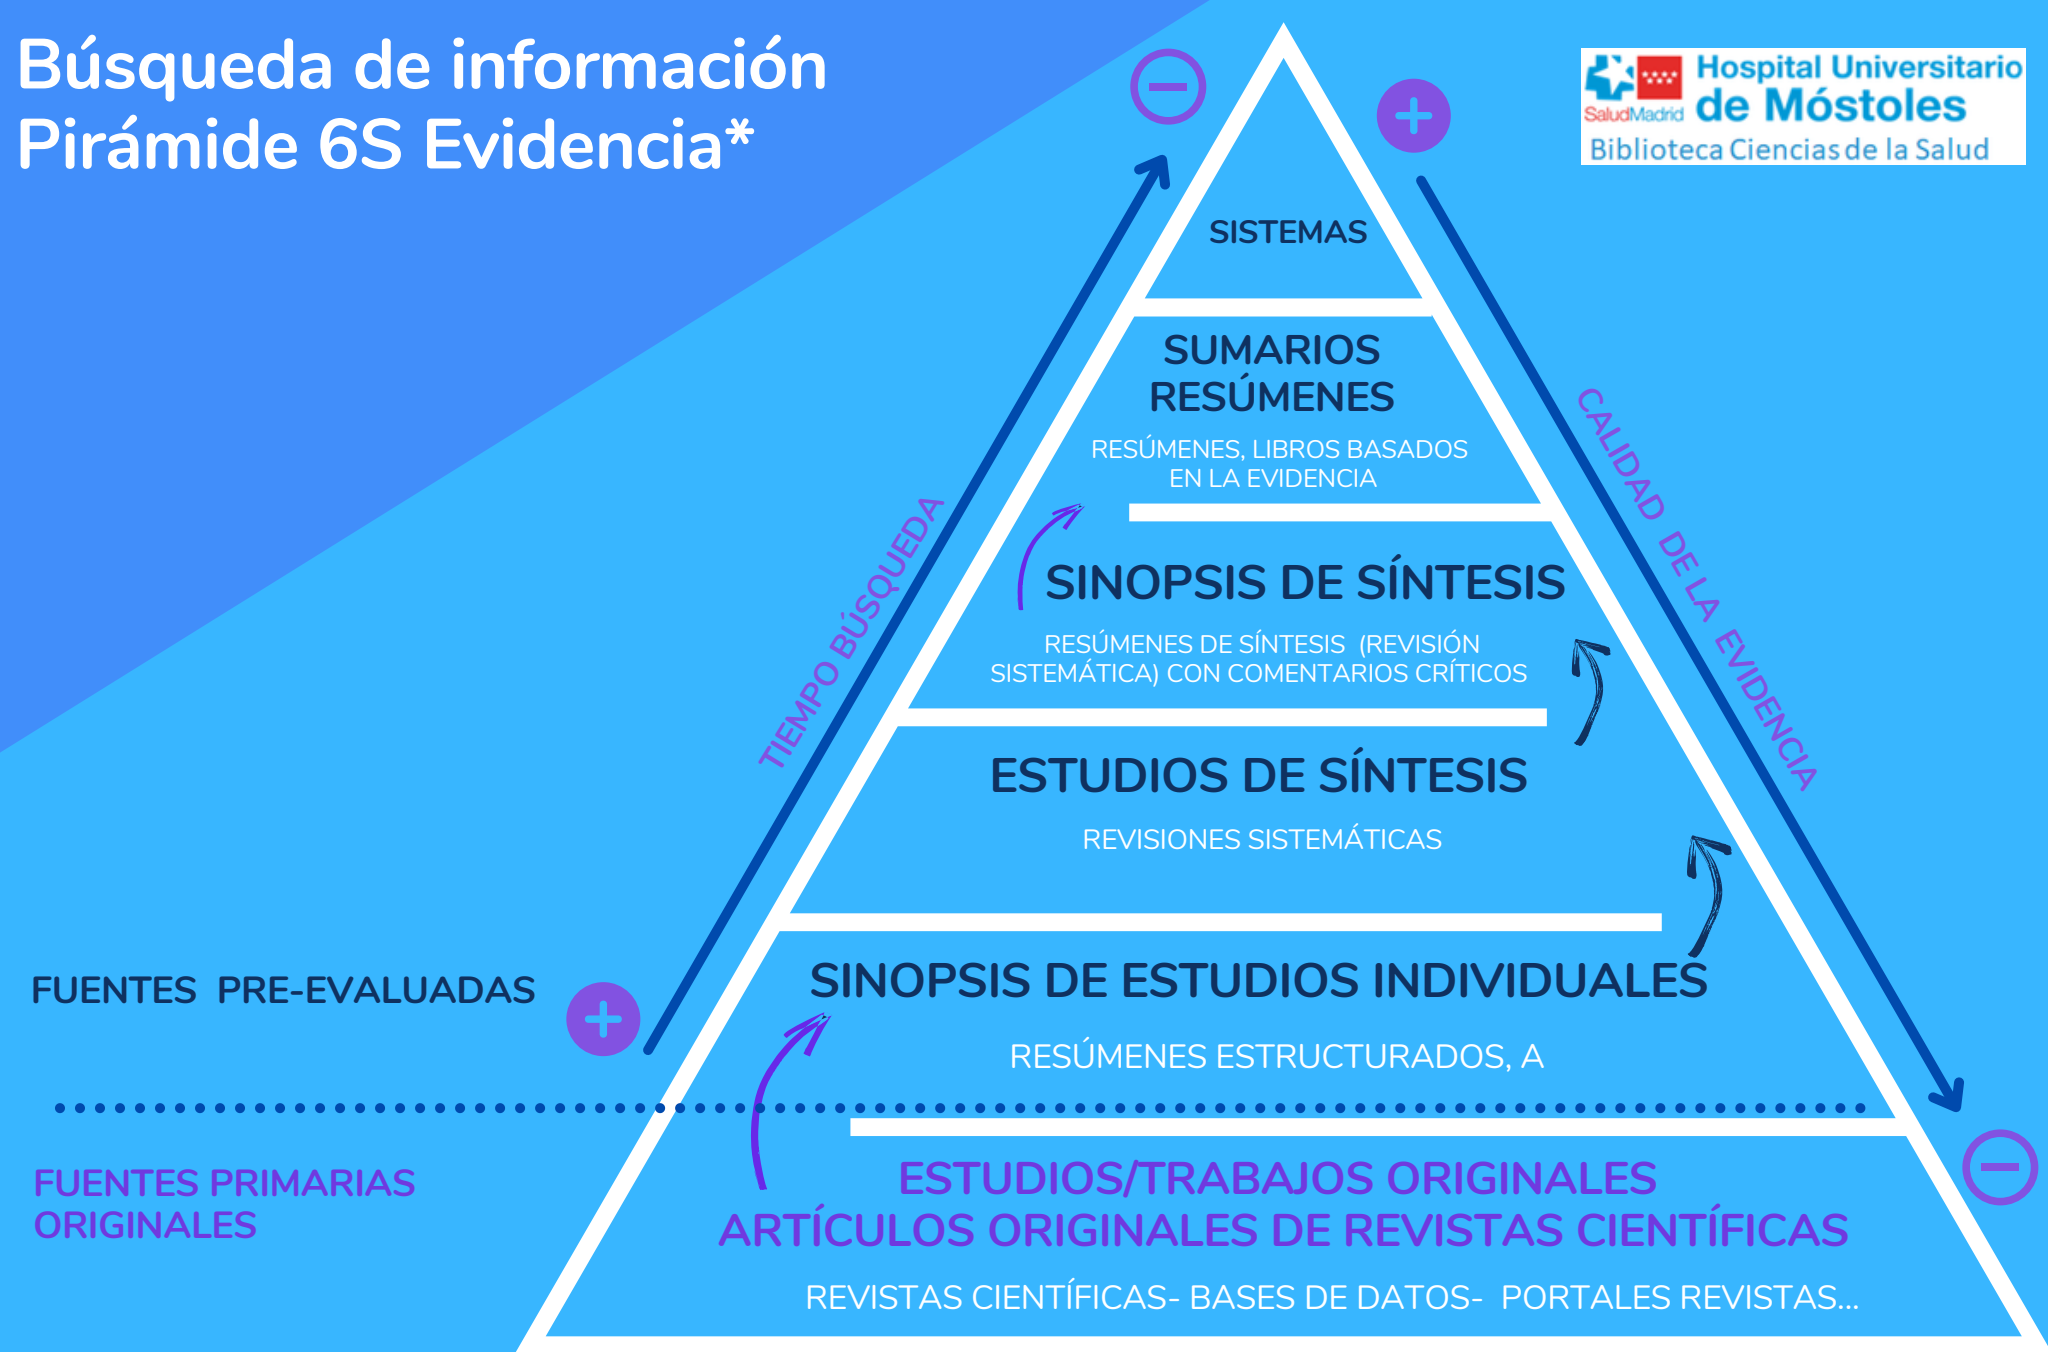 Búsqueda de información
Pirámide 6S Evidencia*
SaludMadrid
Hospital Universitario
de Móstoles
Biblioteca Ciencias de la Salud
SISTEMAS
SUMARIOS
RESÚMENES
RESÚMENES, LIBROS BASADOS
EN LA EVIDENCIA
TIEMPO BÚSQUEDA
CALIDAD DE LA EVIDENCIA
SINOPSIS DE SÍNTESIS
RESÚMENES DE SÍNTESIS (REVISIÓN
SISTEMÁTICA) CON COMENTARIOS CRÍTICOS
ESTUDIOS DE SÍNTESIS
REVISIONES SISTEMÁTICAS
FUENTES PRE-EVALUADAS
SINOPSIS DE ESTUDIOS INDIVIDUALES
RESÚMENES ESTRUCTURADOS, A
FUENTES PRIMARIAS
ORIGINALES
ESTUDIOS/TRABAJOS ORIGINALES
ARTÍCULOS ORIGINALES DE REVISTAS CIENTÍFICAS
REVISTAS CIENTÍFICAS- BASES DE DATOS- PORTALES REVISTAS...